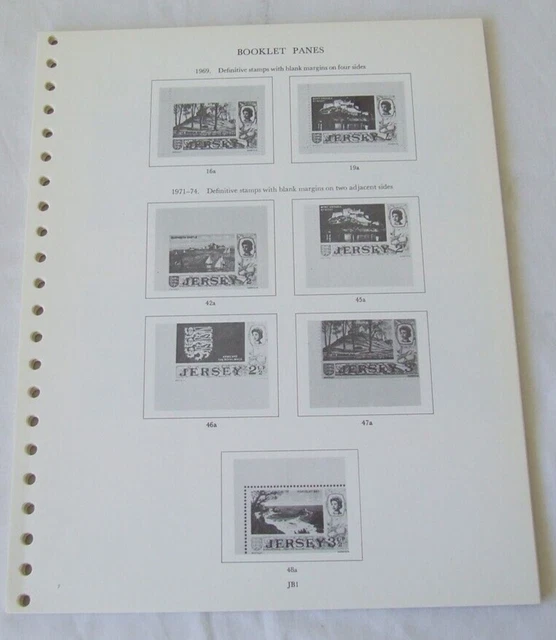 BOOKLET PANES
1969. Definitive stamps with blank margins on four sides
JERSEY
JERSEY
16a
19a
1971–74. Definitive stamps with blank margins on two adjacent sides
JERSEY
JERSEY
42a
45a
JERSEY 2
JERSEY 3
46a
47a
JERSEY 3
48a
JB1